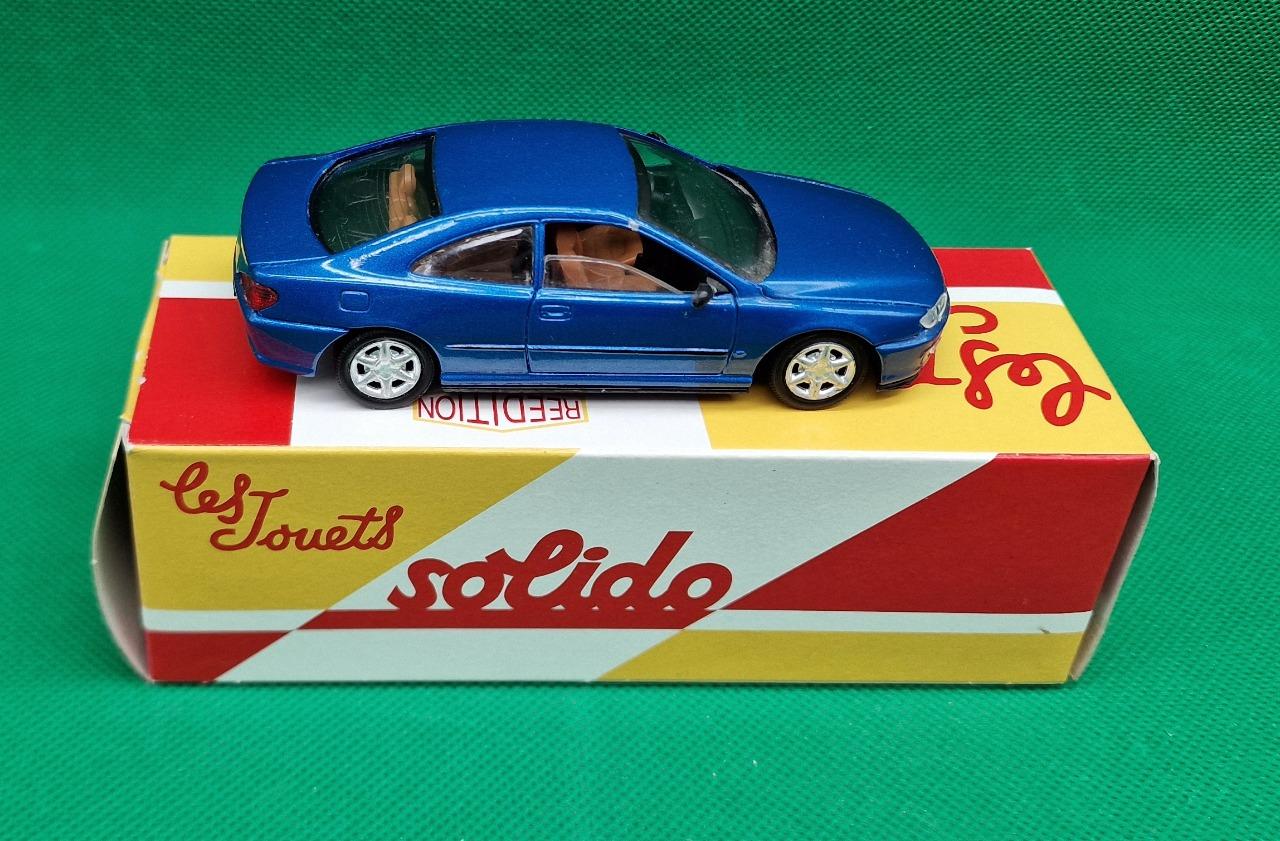 REEDITION
les
les
Jouets
solido